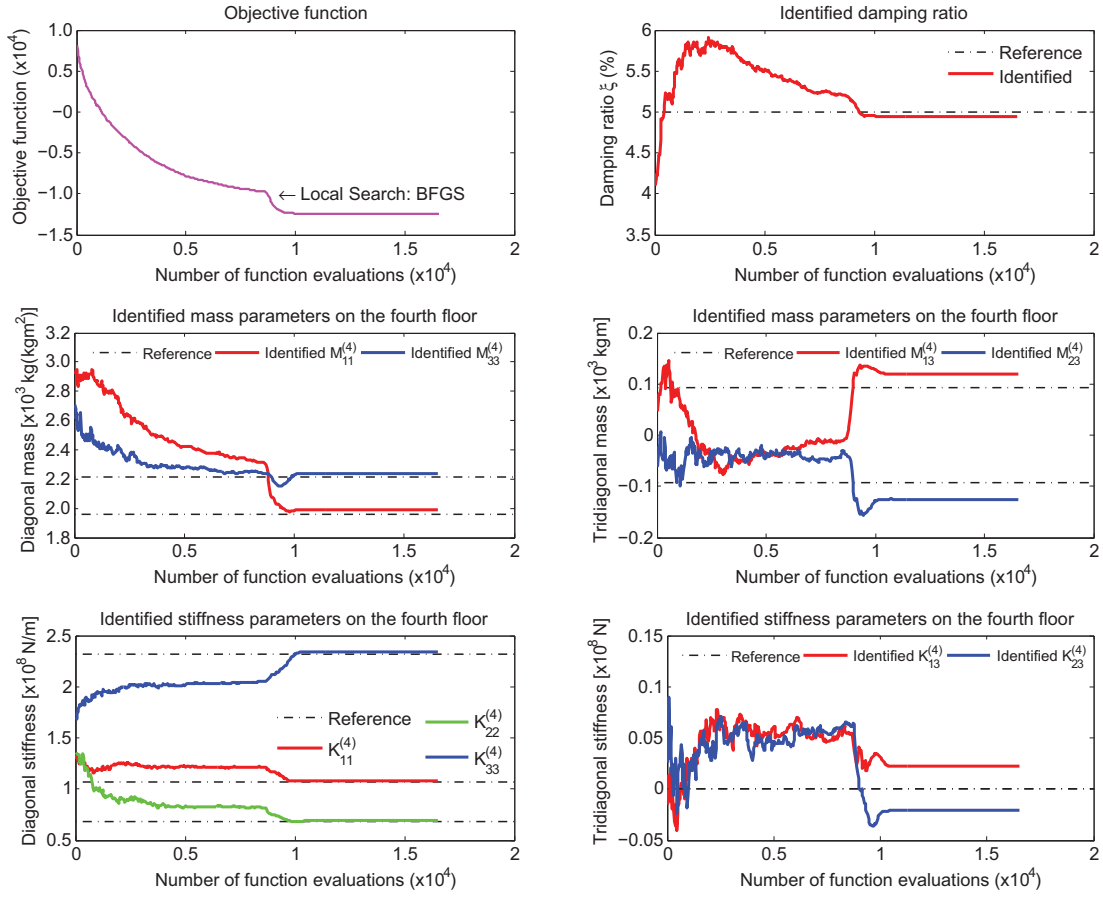 Objective function
Objective function (x10⁴)
1.0
0.5
−0
−0.5
−1.0
−1.5
← Local Search: BFGS
0 0.5 1 1.5 2
Number of function evaluations (x10⁴)
Identified damping ratio
Damping ratio ξ (%)
6
5.5
5
4.5
4
3.5
Reference
Identified
0 0.5 1 1.5 2
Number of function evaluations (x10⁴)
Identified mass parameters on the fourth floor
Diagonal mass [x10³ kg(kgm²)]
3.2
3.0
2.8
2.6
2.4
2.2
2.0
1.8
Reference Identified M₁₁⁽⁴⁾ Identified M₃₃⁽⁴⁾
0 0.5 1 1.5 2
Number of function evaluations (x10⁴)
Identified mass parameters on the fourth floor
Tridiagonal mass [x10³ kgm]
0.2
0.1
0
−0.1
−0.2
Reference Identified M₁₃⁽⁴⁾ Identified M₂₃⁽⁴⁾
0 0.5 1 1.5 2
Number of function evaluations (x10⁴)
Identified stiffness parameters on the fourth floor
Diagonal stiffness [x10⁸ N/m]
2.5
2
1.5
1
0.5
Reference K₂₂⁽⁴⁾
K₁₁⁽⁴⁾ K₃₃⁽⁴⁾
0 0.5 1 1.5 2
Number of function evaluations (x10⁴)
Identified stiffness parameters on the fourth floor
Tridiagonal stiffness [x10⁸ N]
0.15
0.1
0.05
0
−0.05
Reference Identified K₁₃⁽⁴⁾ Identified K₂₃⁽⁴⁾
0 0.5 1 1.5 2
Number of function evaluations (x10⁴)